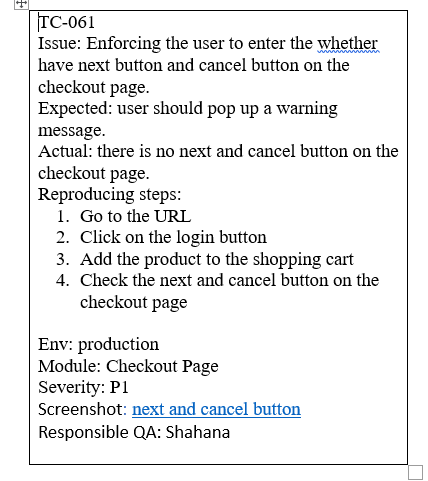 TC-061
Issue: Enforcing the user to enter the whether
have next button and cancel button on the
checkout page.
Expected: user should pop up a warning
message.
Actual: there is no next and cancel button on the
checkout page.
Reproducing steps:
1. Go to the URL
2. Click on the login button
3. Add the product to the shopping cart
4. Check the next and cancel button on the
checkout page
Env: production
Module: Checkout Page
Severity: P1
Screenshot: next and cancel button
Responsible QA: Shahana